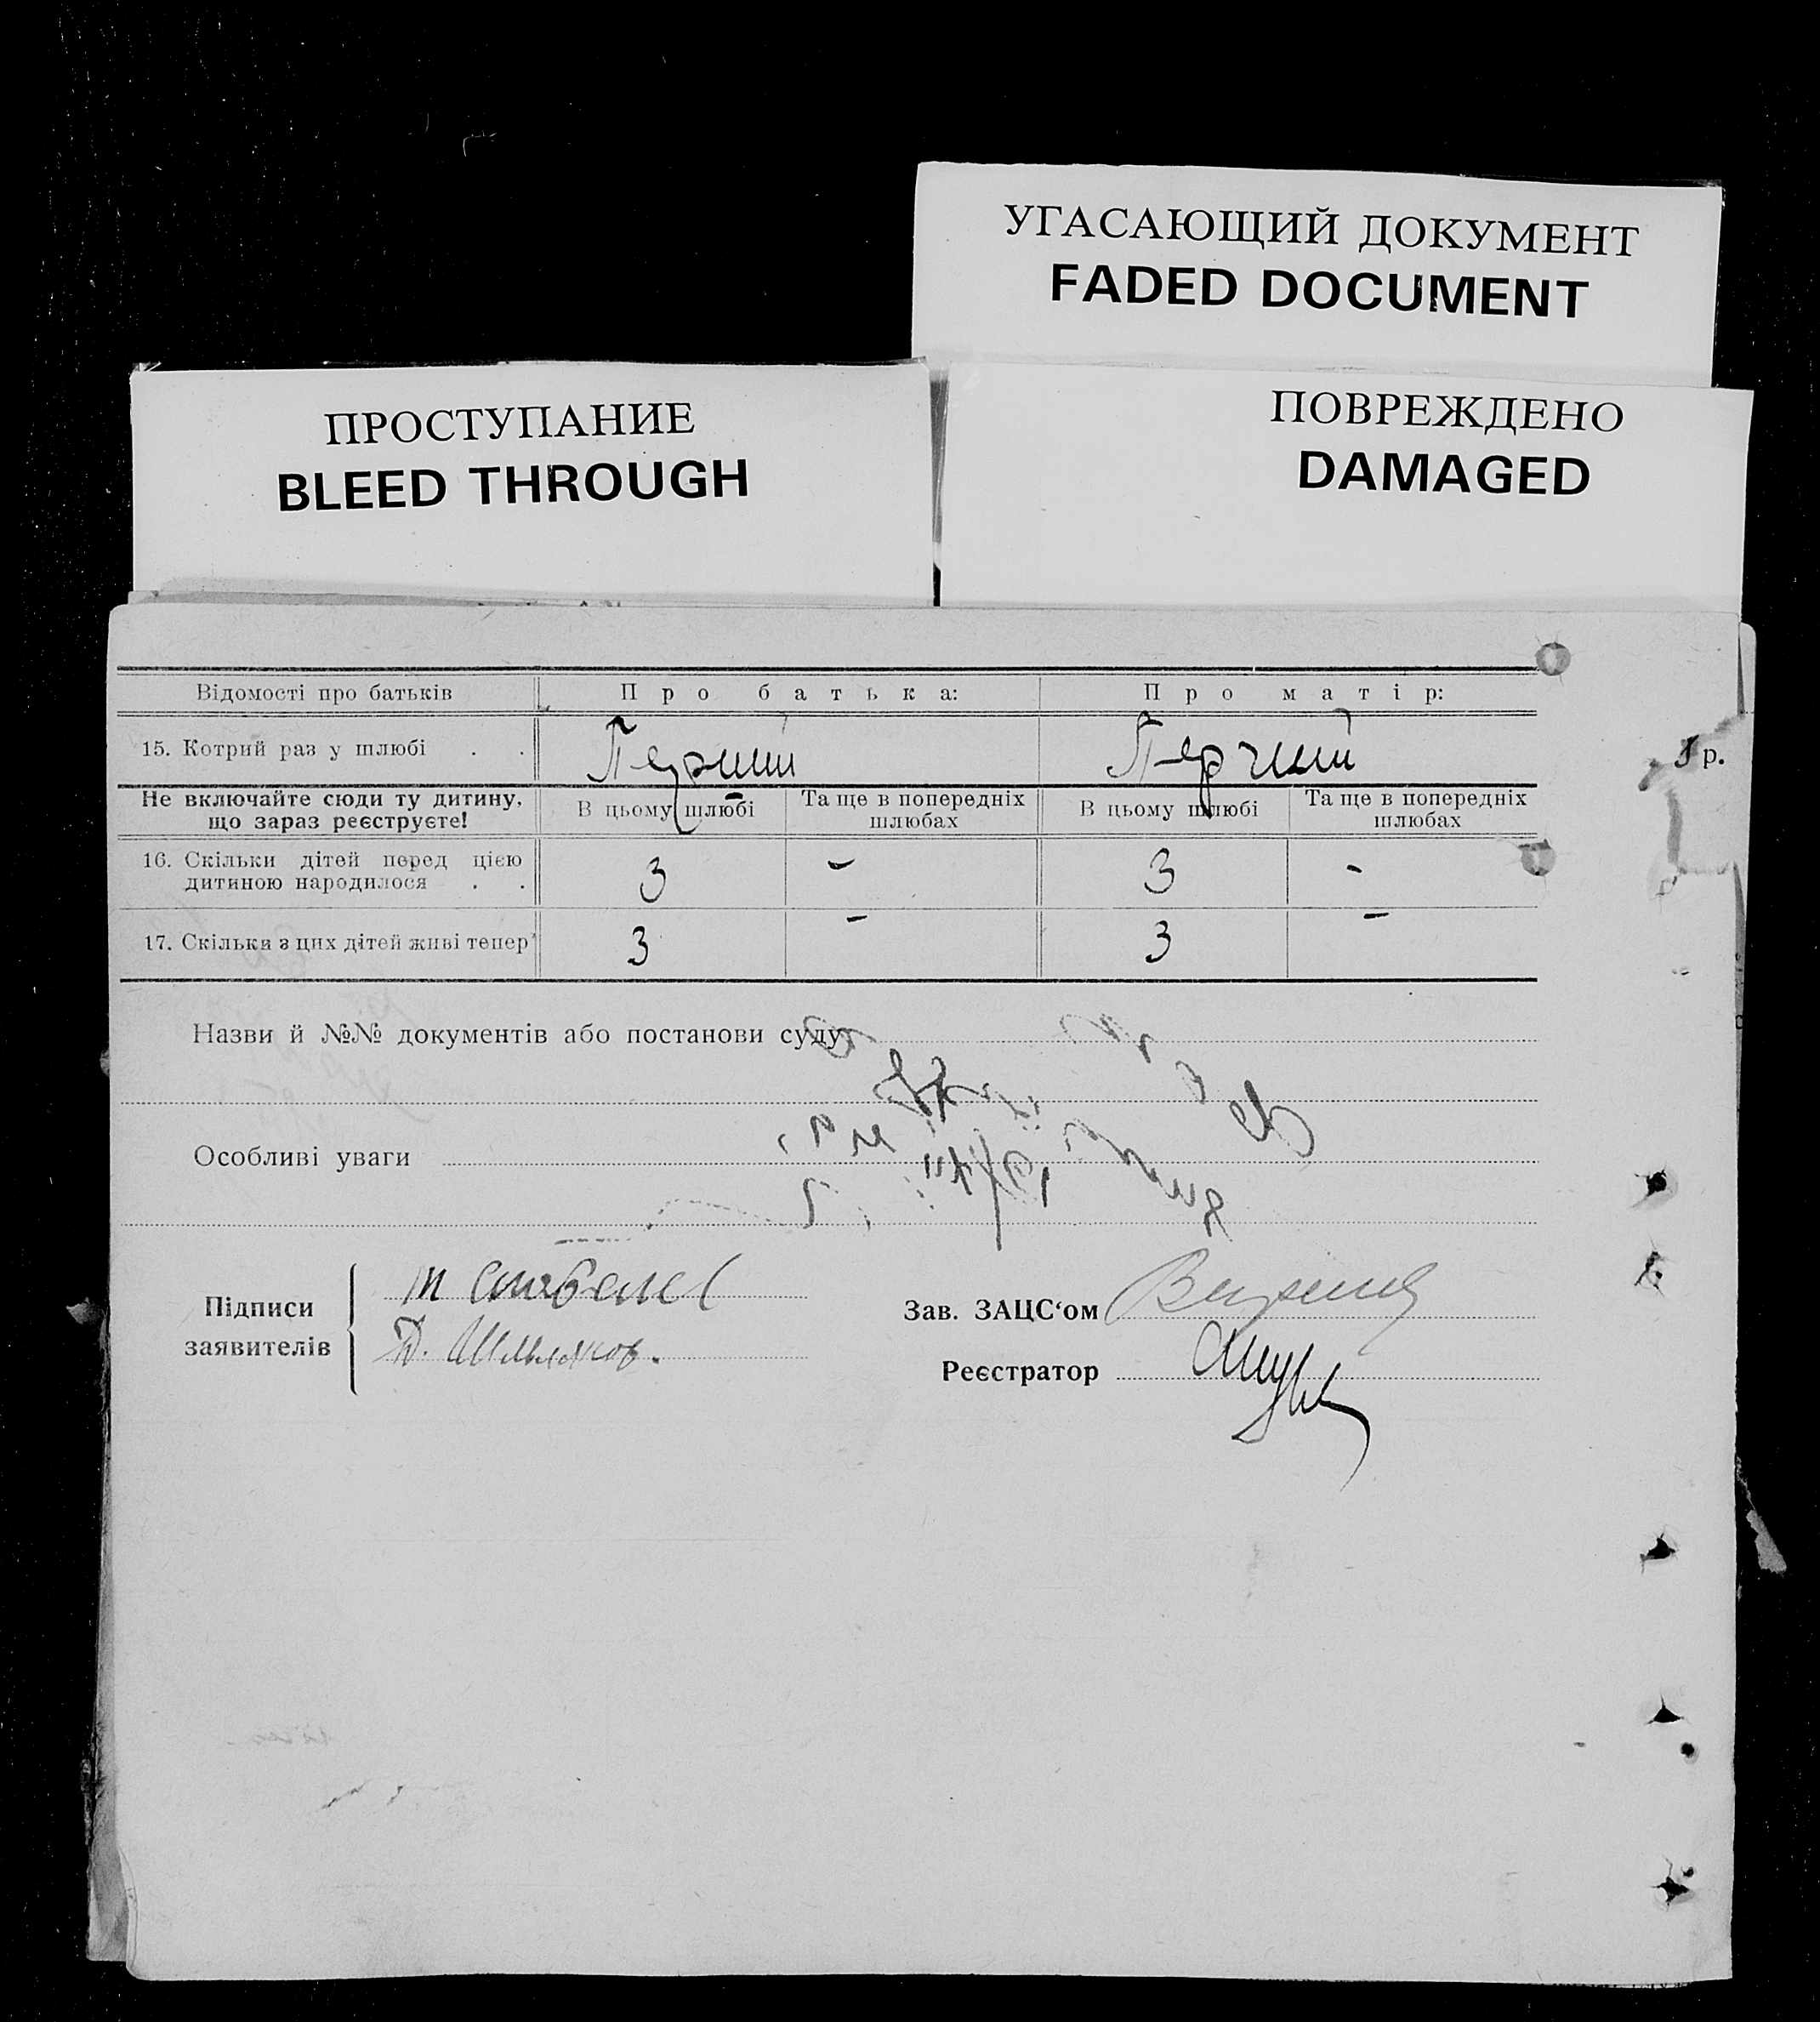 УГАСАЮЩИЙ ДОКУМЕНТ
FADED DOCUMENT
ПРОСТУПАНИЕ
BLEED THROUGH
ПОВРЕЖДЕНО
DAMAGED
Відомості про батьків Про батька: Про матір:
15. Котрий раз у шлюбі . . Перший Перчий
р.
Не включайте сюди ту дитину, що зараз реєструєте! В цьому шлюбі Та ще в попередніх шлюбах В цьому шлюбі Та ще в попередніх шлюбах
16. Скільки дітей перед цією дитиною народилося . . 3 - 3 -
17. Скільки з цих дітей живі тепер 3 - 3 -
Назви й №№ документів або постанови суду
Особливі уваги
Підписи заявителів
Зав. ЗАЦС‘ом
Реєстратор